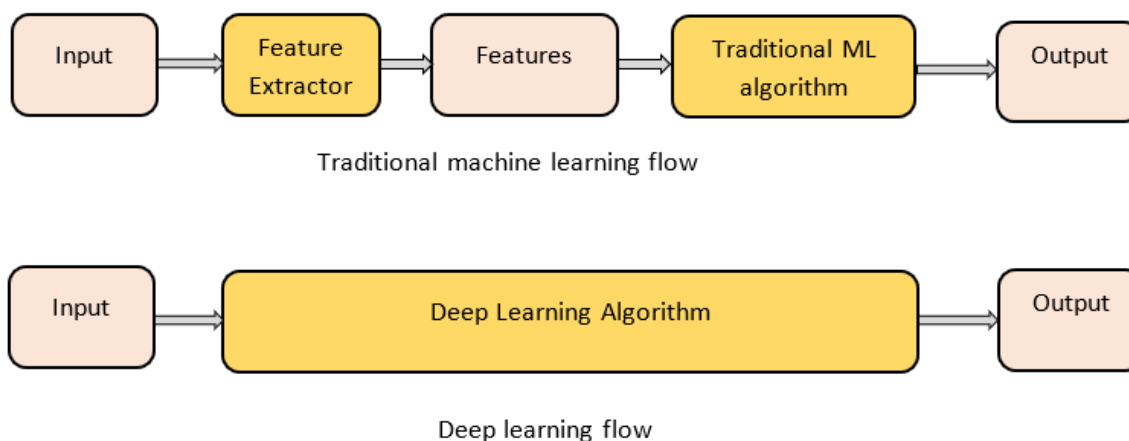 Input
Feature
Extractor
Features
Traditional ML
algorithm
Output
Traditional machine learning flow
Input
Deep Learning Algorithm
Output
Deep learning flow